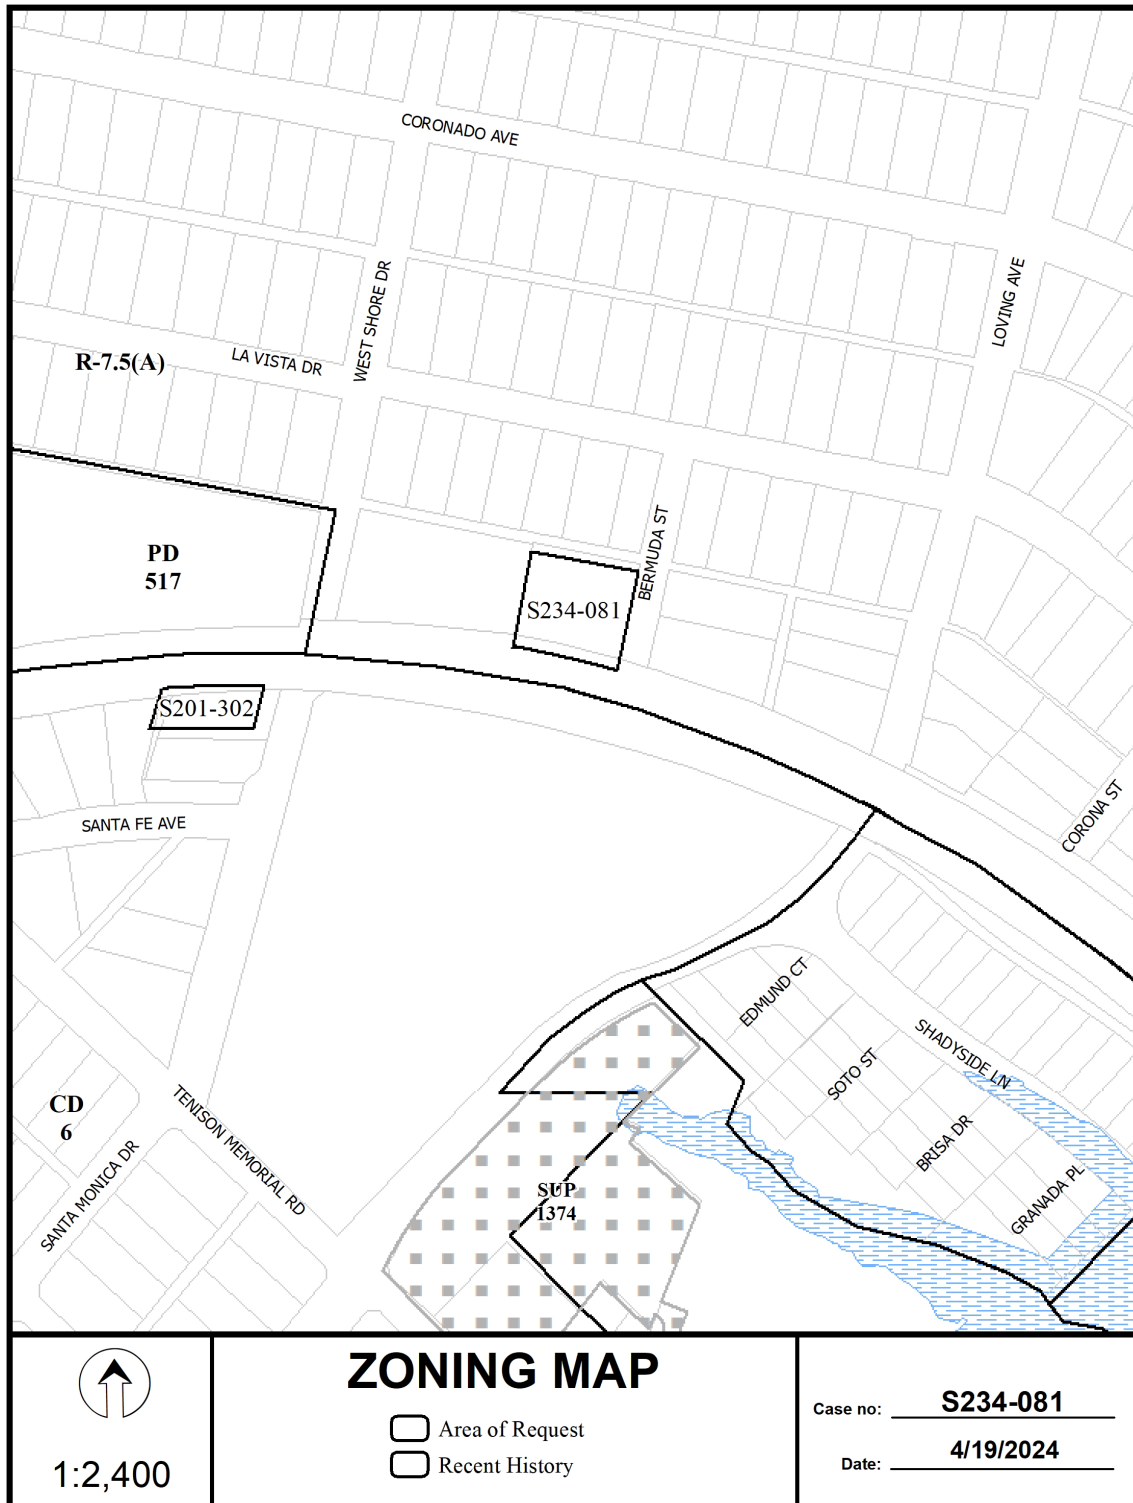 CORONADO AVE
WEST SHORE DR
LOVING AVE
LA VISTA DR
R-7.5(A)
BERMUDA ST
PD
517
S234-081
S201-302
SANTA FE AVE
CORONA ST
EDMUND CT
SHADYSIDE LN
SOTO ST
CD
6
TENISON MEMORIAL RD
BRISA DR
SANTA MONICA DR
SUP
1374
GRANADA PL
1:2,400
ZONING MAP
Area of Request
Recent History
Case no: S234-081
Date: 4/19/2024